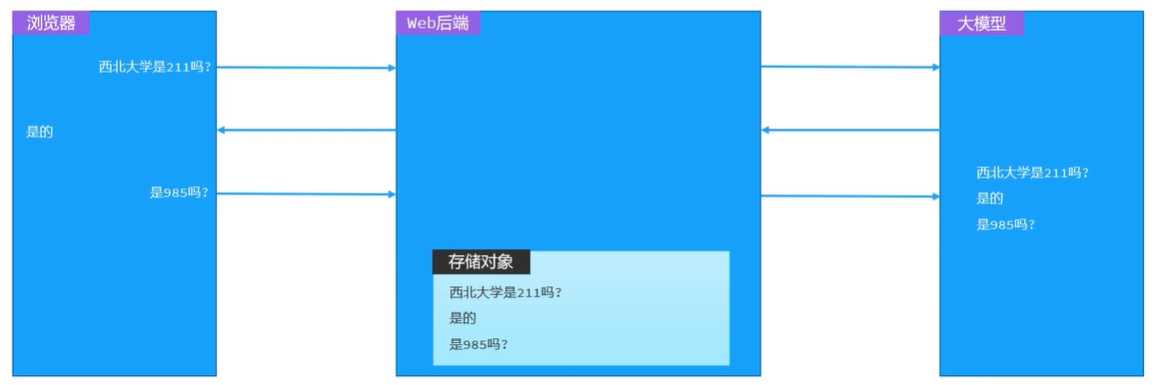 浏览器
Web后端
大模型
西北大学是211吗?
是的
是985吗?
西北大学是211吗?
是的
是985吗?
存储对象
西北大学是211吗?
是的
是985吗?